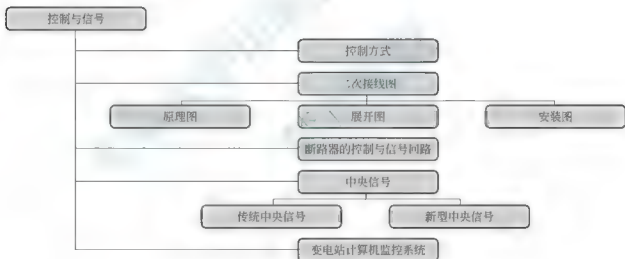 控制与信号
控制方式
二次接线图
原理图
展开图
安装图
断路器的控制与信号回路
中央信号
传统中央信号
新型中央信号
变电站计算机监控系统